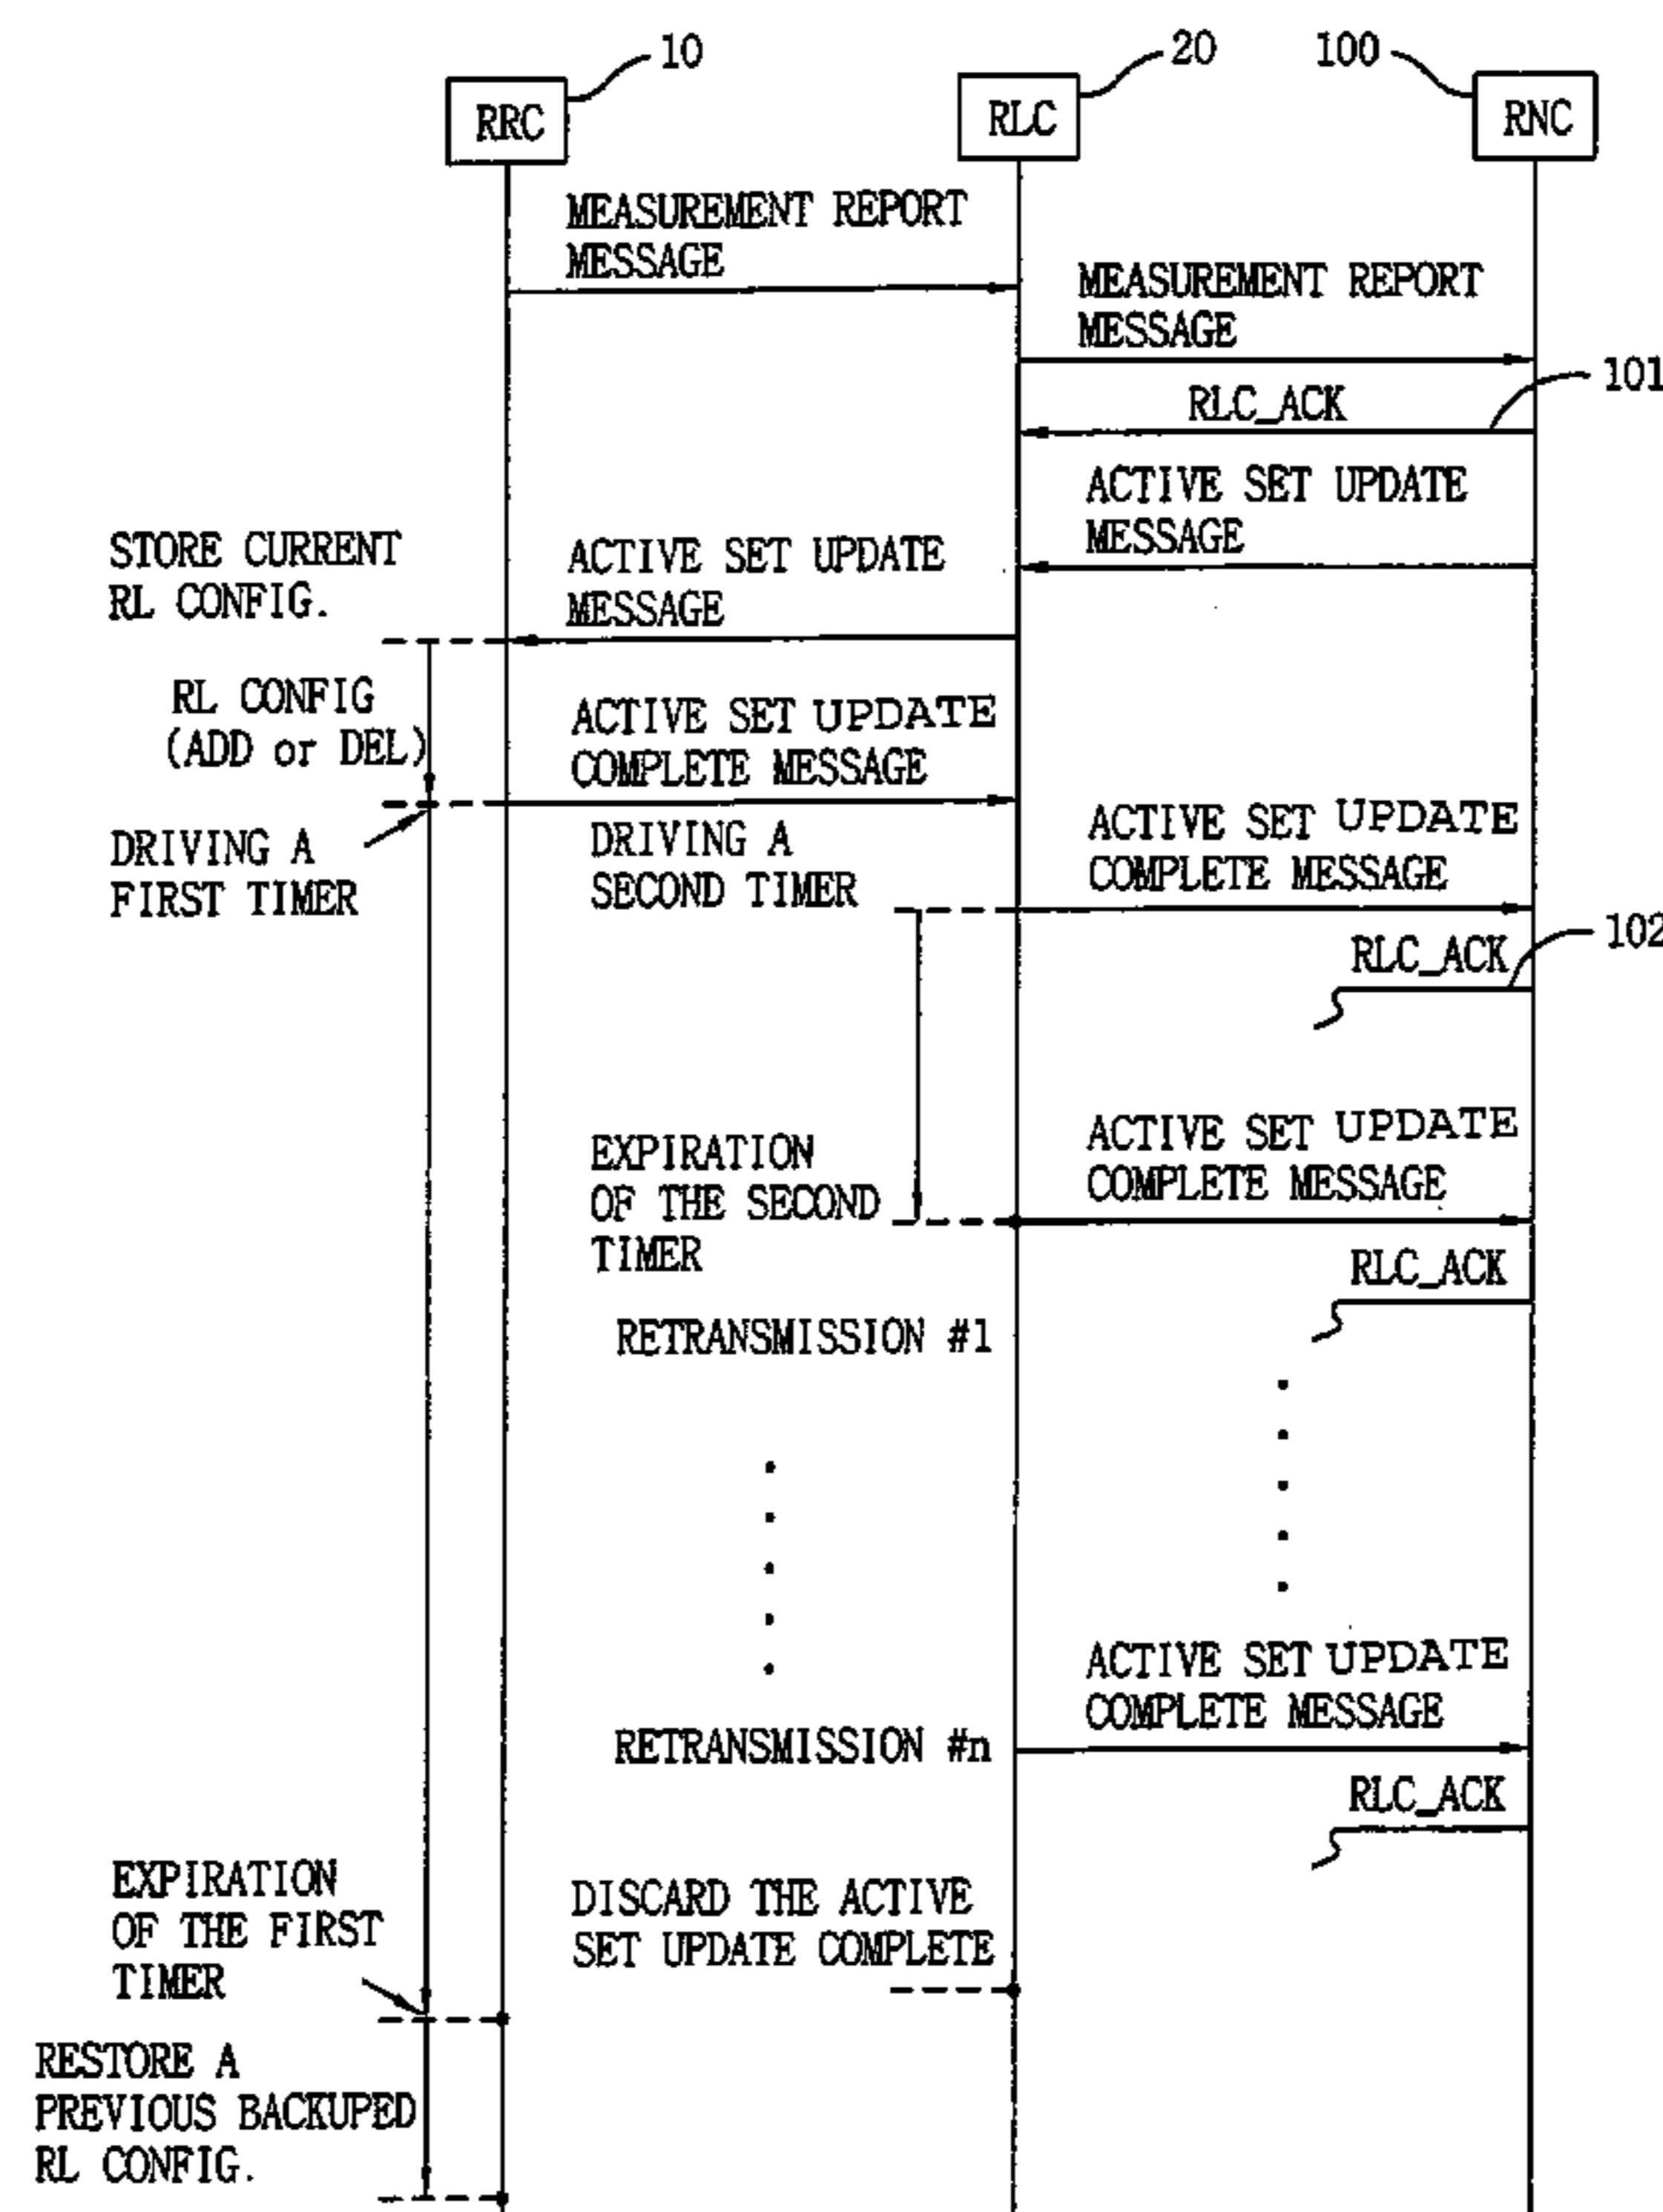 10
20
100
RRC
RLC
RNC
MEASUREMENT REPORT
MESSAGE
MEASUREMENT REPORT
MESSAGE
101
RLC_ACK
ACTIVE SET UPDATE
MESSAGE
STORE CURRENT
RL CONFIG.
ACTIVE SET UPDATE
MESSAGE
RL CONFIG
(ADD or DEL)
ACTIVE SET UPDATE
COMPLETE MESSAGE
DRIVING A
FIRST TIMER
DRIVING A
SECOND TIMER
ACTIVE SET UPDATE
COMPLETE MESSAGE
102
RLC_ACK
EXPIRATION
OF THE SECOND
TIMER
ACTIVE SET UPDATE
COMPLETE MESSAGE
RLC_ACK
RETRANSMISSION #1
ACTIVE SET UPDATE
COMPLETE MESSAGE
RETRANSMISSION #n
RLC_ACK
EXPIRATION
OF THE FIRST
TIMER
DISCARD THE ACTIVE
SET UPDATE COMPLETE
RESTORE A
PREVIOUS BACKUPED
RL CONFIG.